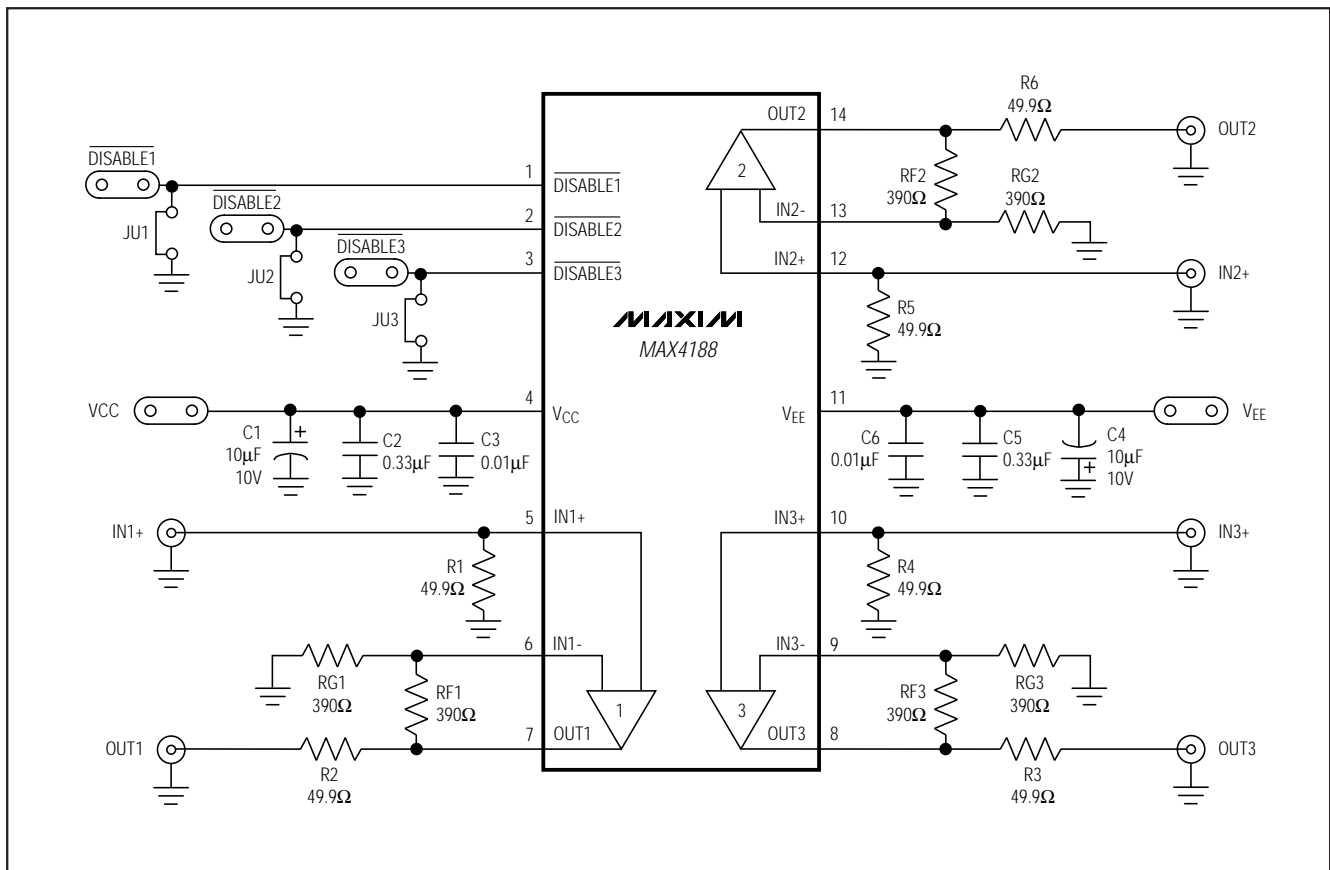 DISABLE1
DISABLE2
DISABLE3
JU1
JU2
JU3
1
DISABLE1
2
DISABLE2
3
DISABLE3
MAXIM
MAX4188
OUT2
14
2
IN2-
13
IN2+
12
R6
49.9Ω
OUT2
RF2
390Ω
RG2
390Ω
IN2+
R5
49.9Ω
VCC
4
VCC
C1
10μF
10V
+
C2
0.33μF
C3
0.01μF
VEE
11
VEE
C6
0.01μF
C5
0.33μF
C4
10μF
10V
+
IN1+
5
IN1+
R1
49.9Ω
6
IN1-
RG1
390Ω
RF1
390Ω
1
OUT1
7
OUT1
R2
49.9Ω
IN3+
10
IN3+
R4
49.9Ω
IN3-
9
RF3
390Ω
RG3
390Ω
3
OUT3
8
OUT3
R3
49.9Ω